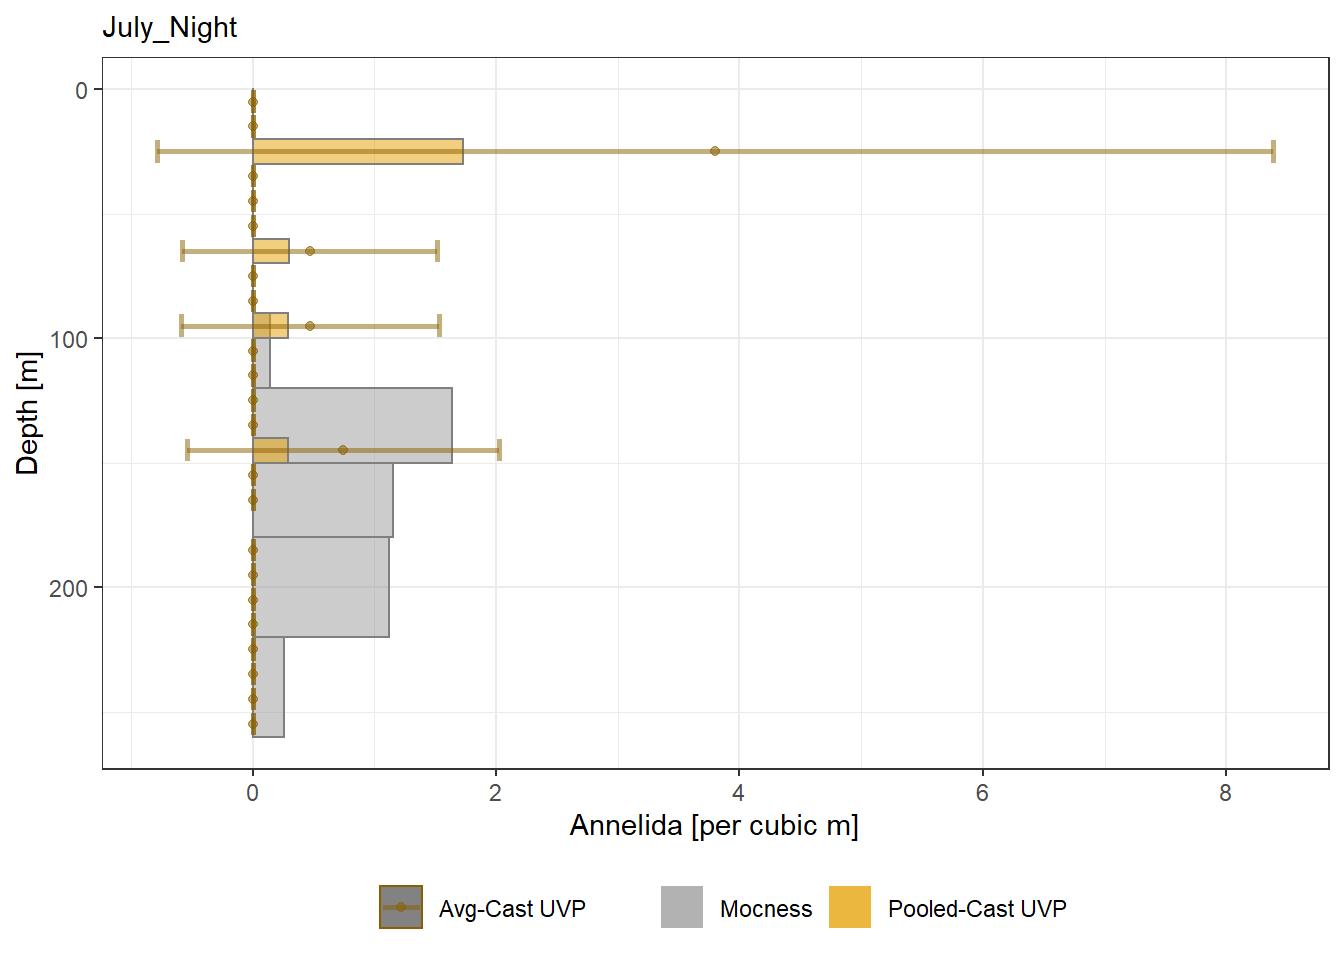 July_Night
0
100
200
Depth [m]
0 2 4 6 8
Annelida [per cubic m]
Avg-Cast UVP Mocness Pooled-Cast UVP